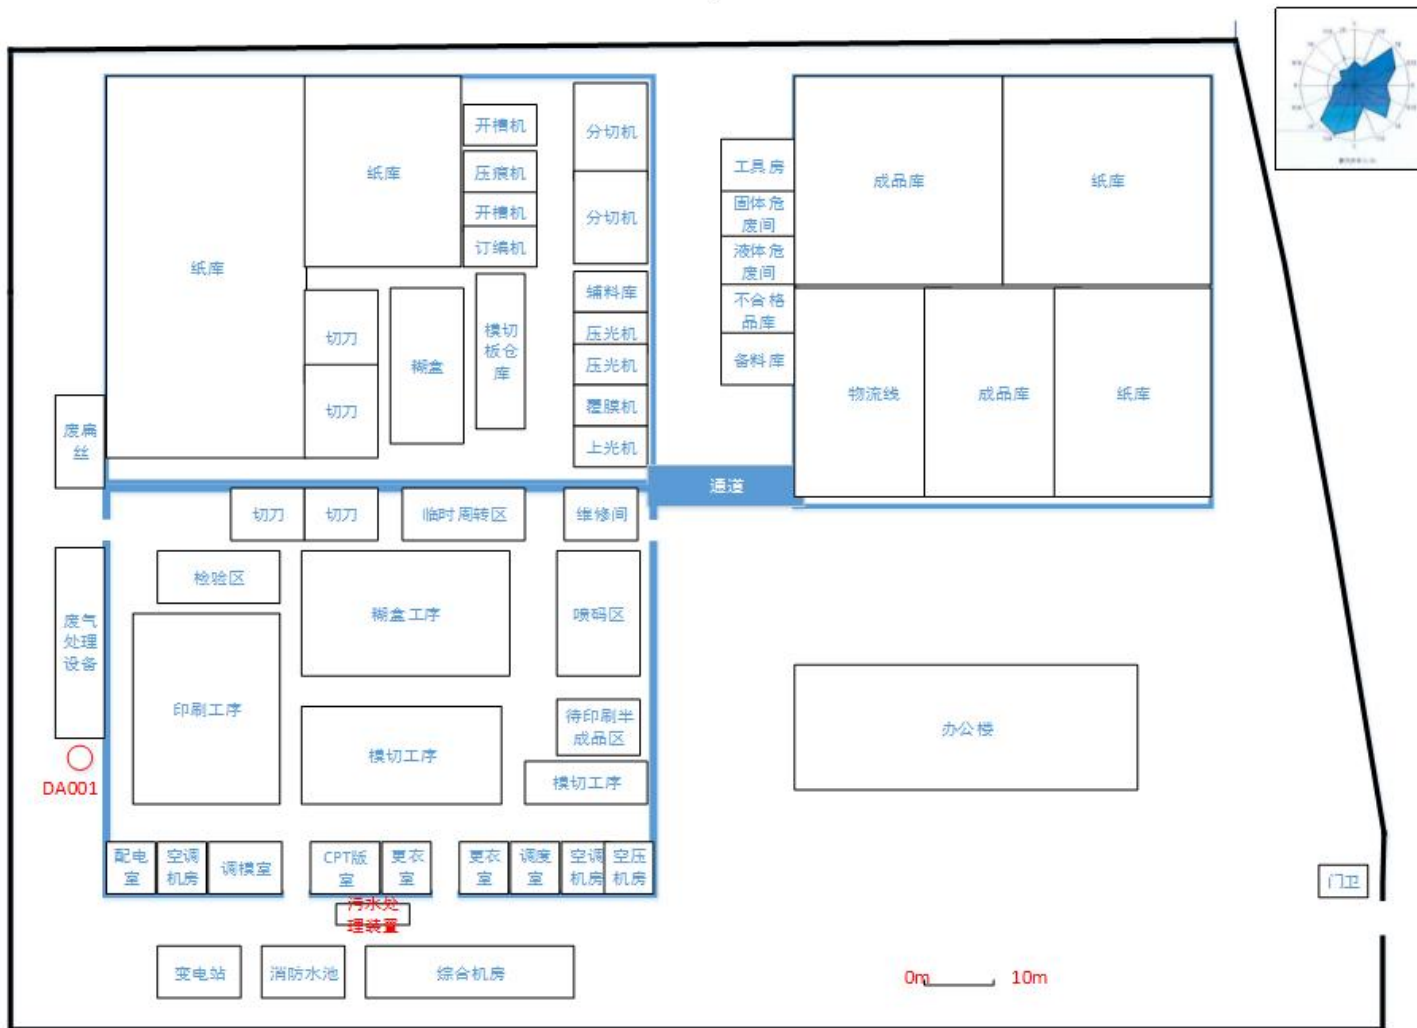 开槽机
分切机
纸库
压痕机
开槽机
订编机
分切机
纸库
辅料库
模切
板仓
库
压光机
压光机
切刀
糊盒
切刀
覆膜机
上光机
废扁
丝
工具房
固体危
废间
液体危
废间
不合格
品库
备料库
成品库
纸库
物流线
成品库
纸库
通道
切刀
切刀
临时周转区
维修间
检验区
糊盒工序
喷码区
废气
处理
设备
印刷工序
模切工序
待印刷半
成品区
模切工序
DA001
办公楼
配电
室
空调
机房
调模室
CPT版
室
更衣
室
更衣
室
调度
室
空调
机房
空压
机房
污水处
理装置
门卫
变电站
消防水池
综合机房
0m
10m